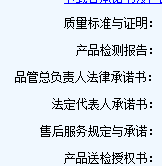 质量标准与证明：
产品检测报告：
品管总负责人法律承诺书：
法定代表人承诺书：
售后服务规定与承诺：
产品送检授权书：